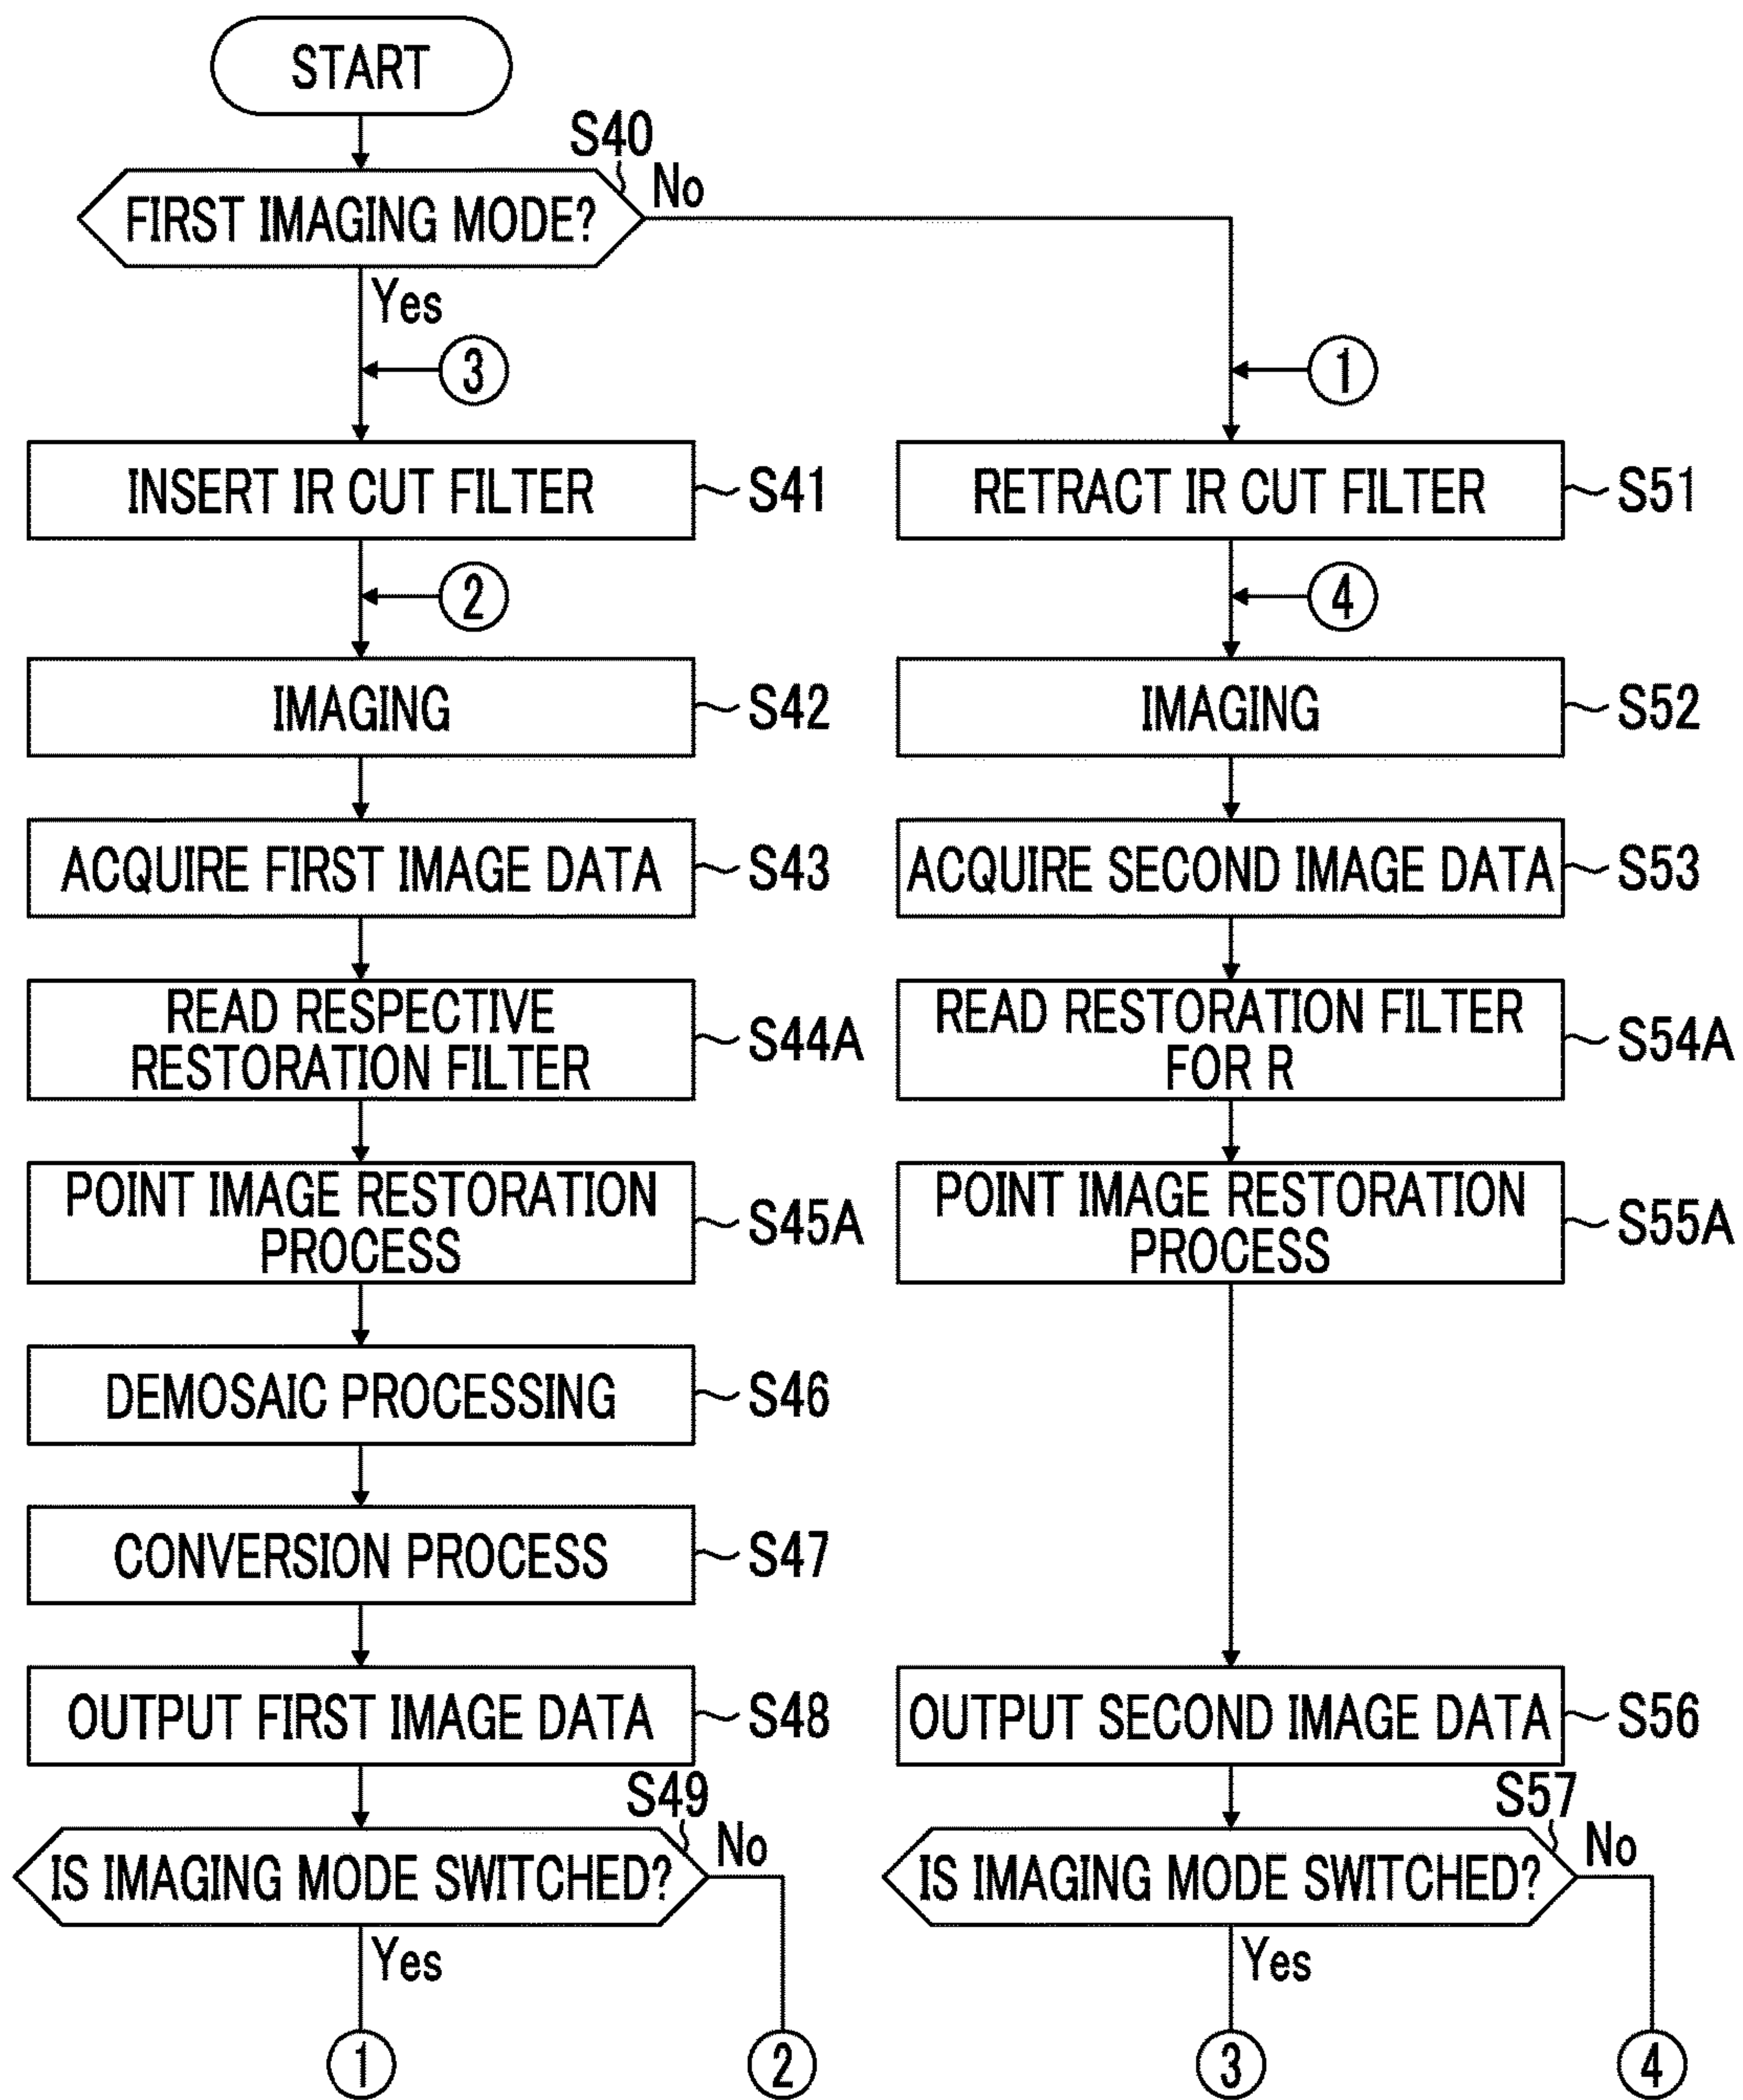 START
S40
FIRST IMAGING MODE?
No
Yes
3
1
INSERT IR CUT FILTER
S41
RETRACT IR CUT FILTER
S51
2
4
IMAGING
S42
IMAGING
S52
ACQUIRE FIRST IMAGE DATA
S43
ACQUIRE SECOND IMAGE DATA
S53
READ RESPECTIVE
RESTORATION FILTER
S44A
READ RESTORATION FILTER
FOR R
S54A
POINT IMAGE RESTORATION
PROCESS
S45A
POINT IMAGE RESTORATION
PROCESS
S55A
DEMOSAIC PROCESSING
S46
CONVERSION PROCESS
S47
OUTPUT FIRST IMAGE DATA
S48
OUTPUT SECOND IMAGE DATA
S56
S49
IS IMAGING MODE SWITCHED?
No
Yes
S57
IS IMAGING MODE SWITCHED?
No
Yes
1
2
3
4